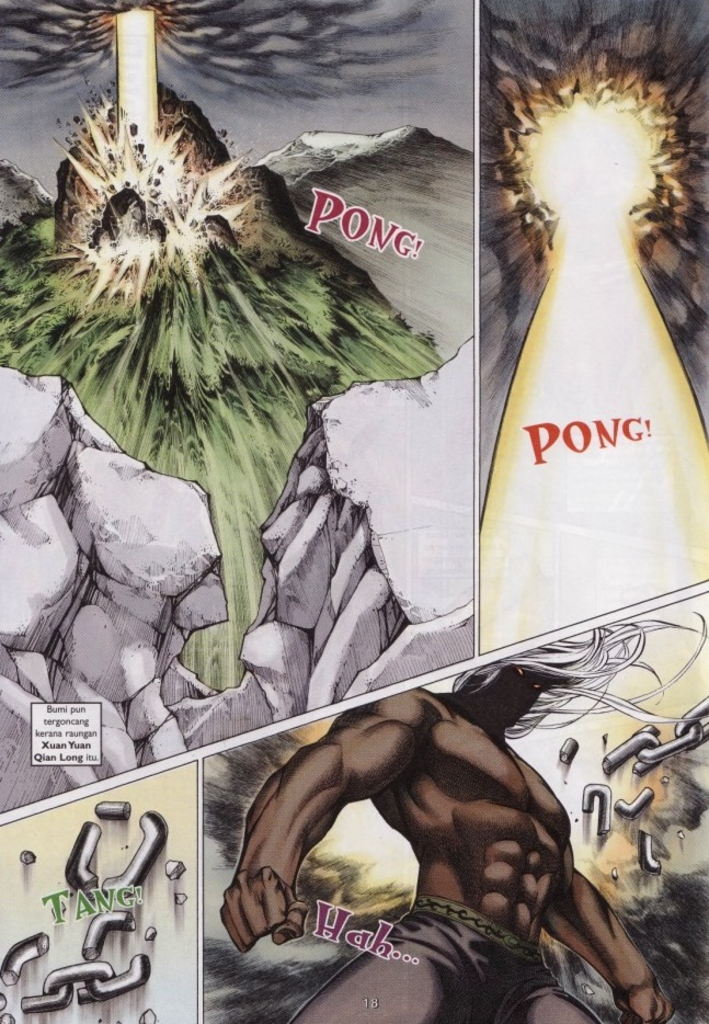 PONG!
PONG!
Bumi pun
tergoncang
kerana raungan
Xuan Yuan
Qian Long itu.
TANG!
Hah...
18